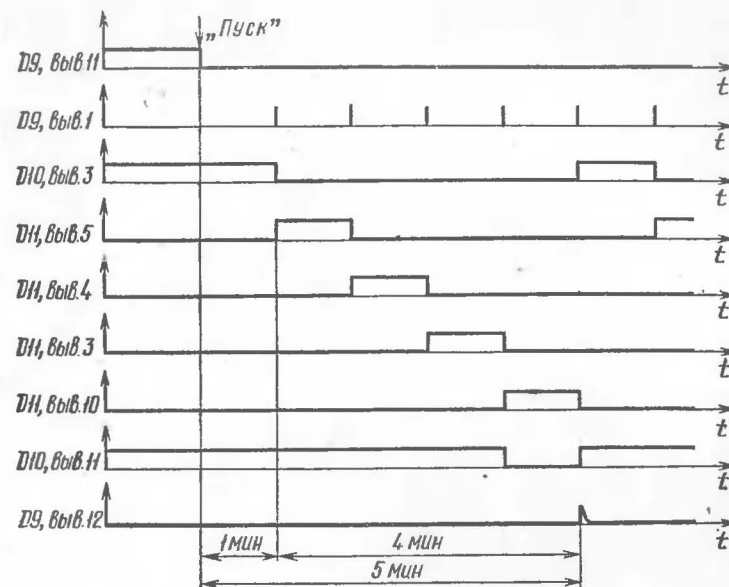 „Пуск”
D9, выв.11
t
D9, выв.1
t
D10, выв.3
t
D11, выв.5
t
D11, выв.4
t
D11, выв.3
t
D11, выв.10
t
D10, выв.11
t
D9, выв.12
t
1 мин
4 мин
5 мин